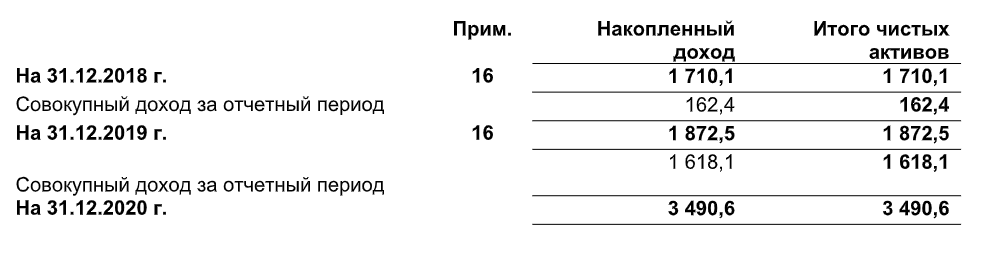 Прим. Накопленный Итого чистых
доход активов
На 31.12.2018 г. 16 1 710,1 1 710,1
Совокупный доход за отчетный период 162,4 162,4
На 31.12.2019 г. 16 1 872,5 1 872,5
1 618,1 1 618,1
Совокупный доход за отчетный период
На 31.12.2020 г. 3 490,6 3 490,6